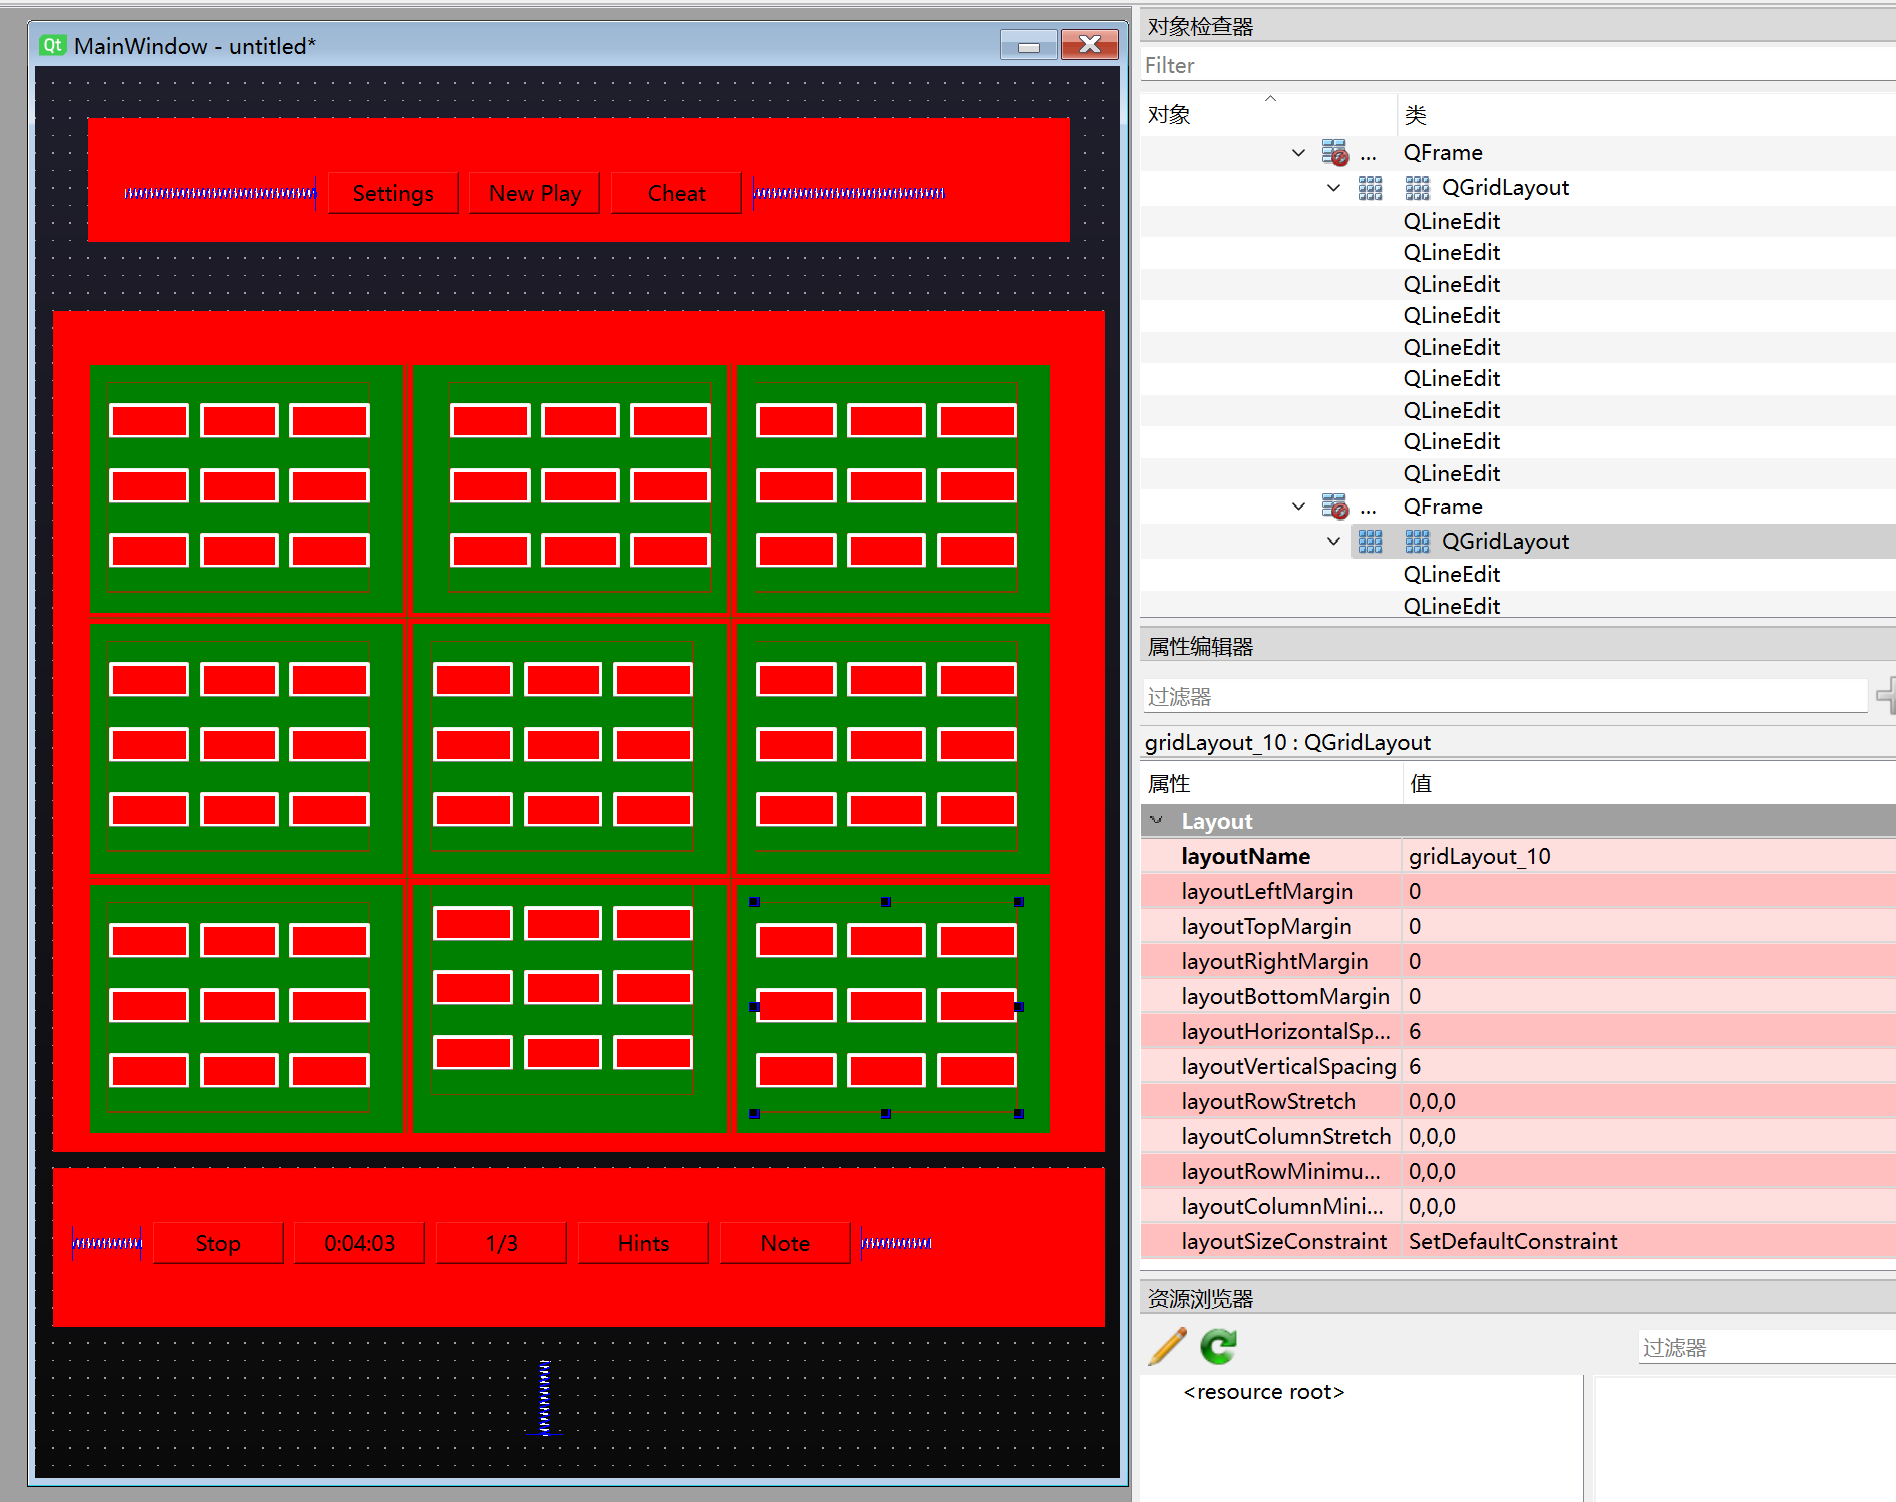 Qt MainWindow - untitled*
Settings
New Play
Cheat
Stop
0:04:03
1/3
Hints
Note
对象检查器
Filter
对象 类
... QFrame
QGridLayout
QLineEdit
QLineEdit
QLineEdit
QLineEdit
QLineEdit
QLineEdit
QLineEdit
QLineEdit
QLineEdit
... QFrame
QGridLayout
QLineEdit
QLineEdit
属性编辑器
过滤器
gridLayout_10 : QGridLayout
属性 值
Layout
layoutName gridLayout_10
layoutLeftMargin 0
layoutTopMargin 0
layoutRightMargin 0
layoutBottomMargin 0
layoutHorizontalSp... 6
layoutVerticalSpacing 6
layoutRowStretch 0,0,0
layoutColumnStretch 0,0,0
layoutRowMinimu... 0,0,0
layoutColumnMini... 0,0,0
layoutSizeConstraint SetDefaultConstraint
资源浏览器
过滤器
<resource root>